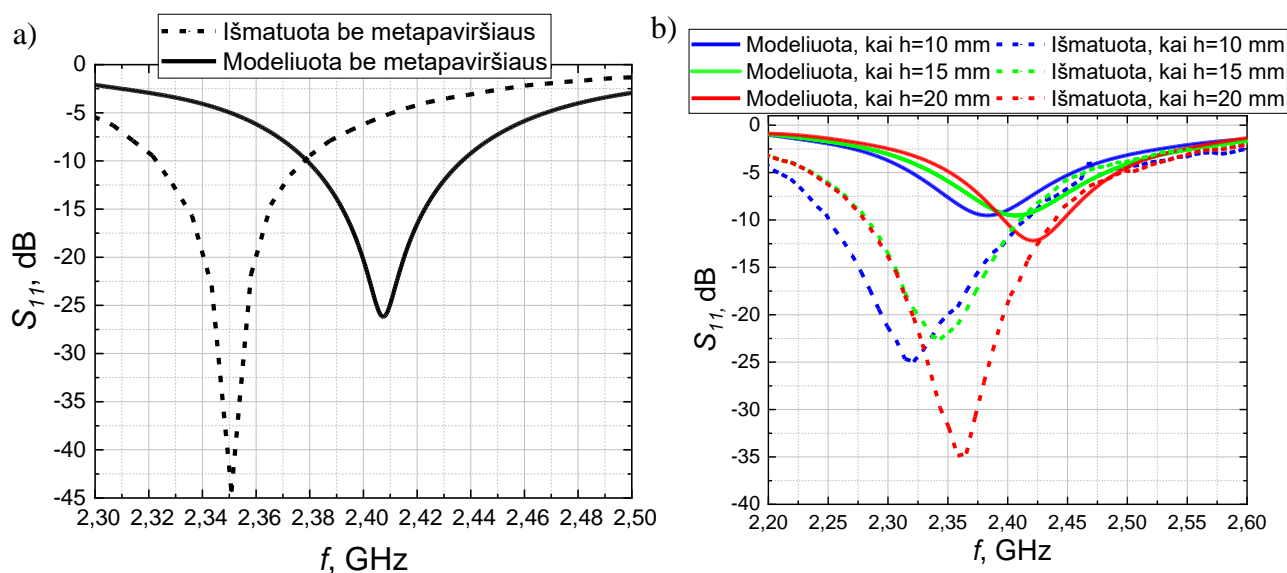 a)
Išmatuota be metapaviršiaus
Modeliuota be metapaviršiaus
0
-5
-10
-15
-20
-25
-30
-35
-40
-45
S11, dB
2,30 2,32 2,34 2,36 2,38 2,40 2,42 2,44 2,46 2,48 2,50
f, GHz
b)
Modeliuota, kai h=10 mm Išmatuota, kai h=10 mm
Modeliuota, kai h=15 mm Išmatuota, kai h=15 mm
Modeliuota, kai h=20 mm Išmatuota, kai h=20 mm
0
-5
-10
-15
-20
-25
-30
-35
-40
S11, dB
2,20 2,25 2,30 2,35 2,40 2,45 2,50 2,55 2,60
f, GHz